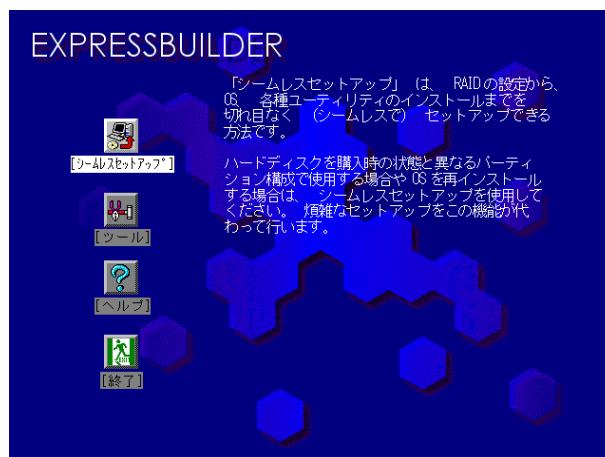 EXPRESSBUILDER
「シームレスセットアップ」 は、 RAIDの設定から、
OS、 各種ユーティリティのインストールまでを
切れ目なく (シームレスで) セットアップできる
方法です。
ハードディスクを購入時の状態と異なるパーティ
ション構成で使用する場合や OS を再インストール
する場合は、 シームレスセットアップを使用して
ください。 煩雑なセットアップをこの機能が代
わって行います。
[シームレスセットアップ]
[ツール]
[ヘルプ]
EXIT
[終了]